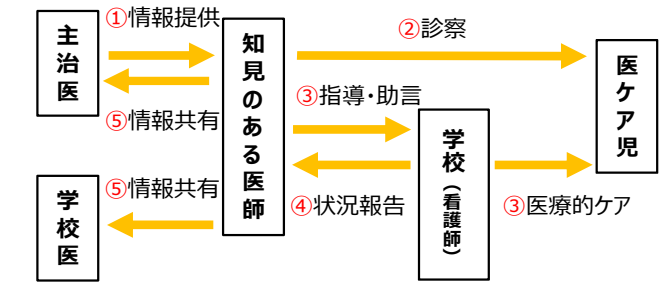 ①情報提供
主治医
知見のある医師
②診察
医ケア児
③指導・助言
⑤情報共有
学校(看護師)
⑤情報共有
④状況報告
③医療的ケア
学校医